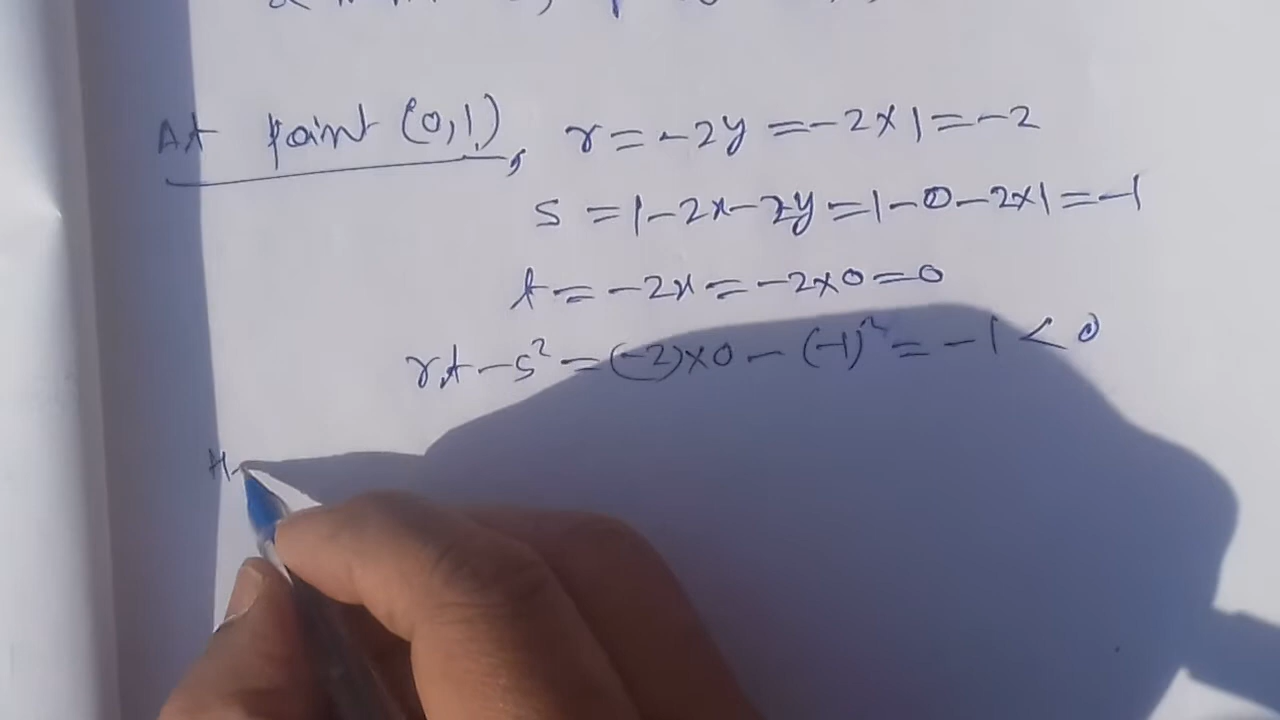 At point (0,1), r = -2y = -2×1 = -2
s = 1-2x-2y = 1-0-2×1 = -1
t = -2x = -2×0 = 0
rt - s² = (-2)×0 - (-1)² = -1 < 0
H